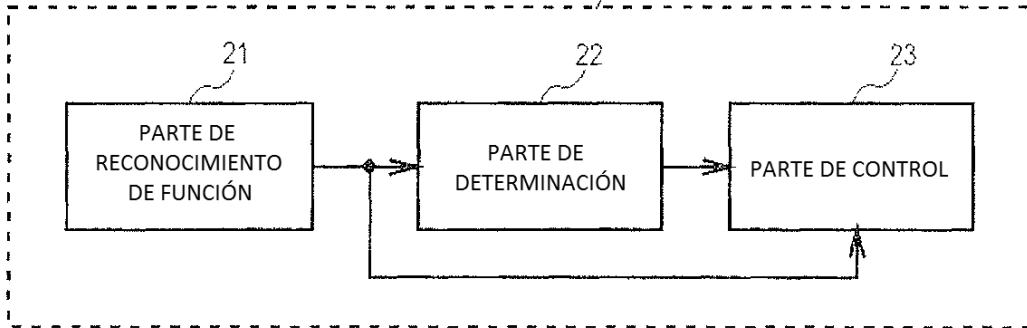 21
22
23
PARTE DE
RECONOCIMIENTO
DE FUNCIÓN
PARTE DE
DETERMINACIÓN
PARTE DE CONTROL